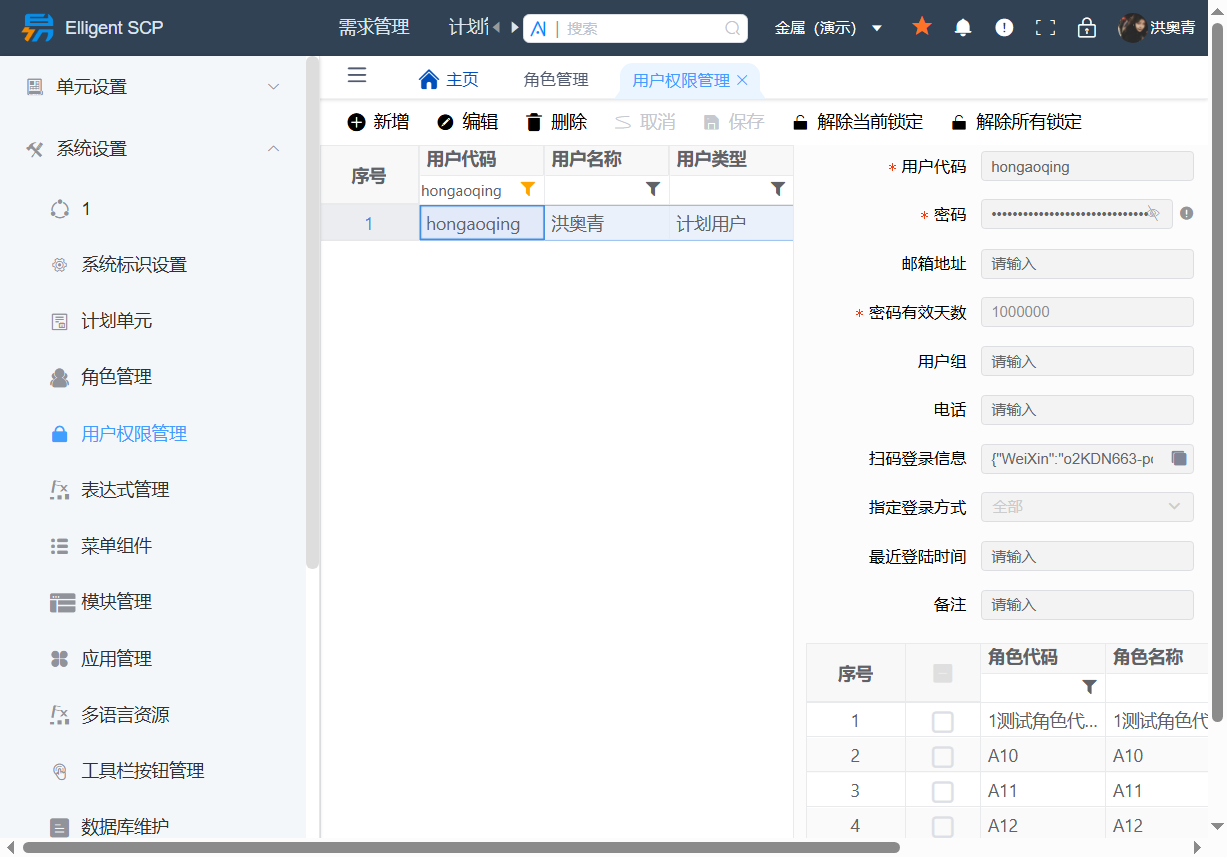 Elligent SCP
需求管理
计划
AI | 搜索
金属（演示）
洪奥青
单元设置
系统设置
1
系统标识设置
计划单元
角色管理
用户权限管理
表达式管理
菜单组件
模块管理
应用管理
多语言资源
工具栏按钮管理
数据库维护
主页
角色管理
用户权限管理
新增
编辑
删除
取消
保存
解除当前锁定
解除所有锁定
序号
用户代码
用户名称
用户类型
hongaoqing
1
hongaoqing
洪奥青
计划用户
* 用户代码
hongaoqing
* 密码
••••••••••••••••••••••••••••••
邮箱地址
请输入
* 密码有效天数
1000000
用户组
请输入
电话
请输入
扫码登录信息
{"WeiXin":"o2KDN663-p
指定登录方式
全部
最近登陆时间
请输入
备注
请输入
序号
角色代码
角色名称
1
1测试角色代...
1测试角色代
2
A10
A10
3
A11
A11
4
A12
A12